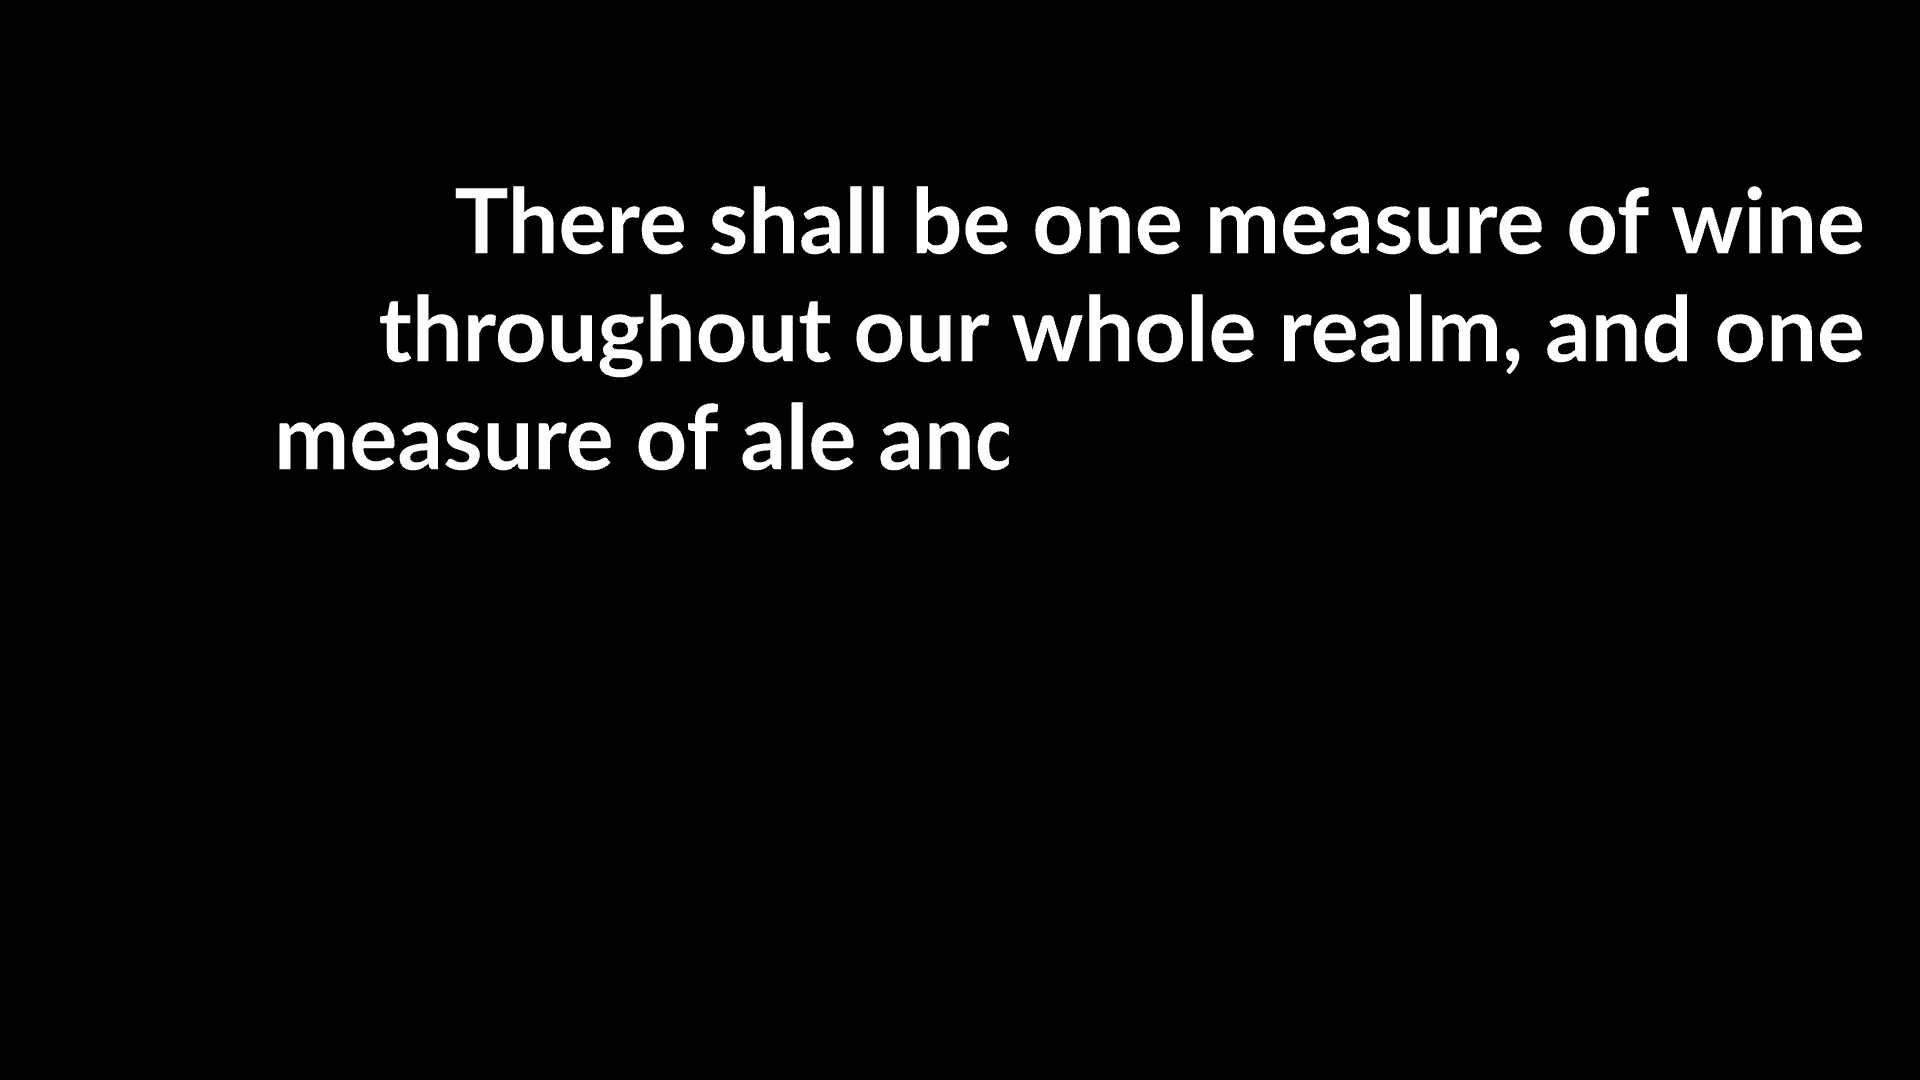 There shall be one measure of wine
throughout our whole realm, and one
measure of ale